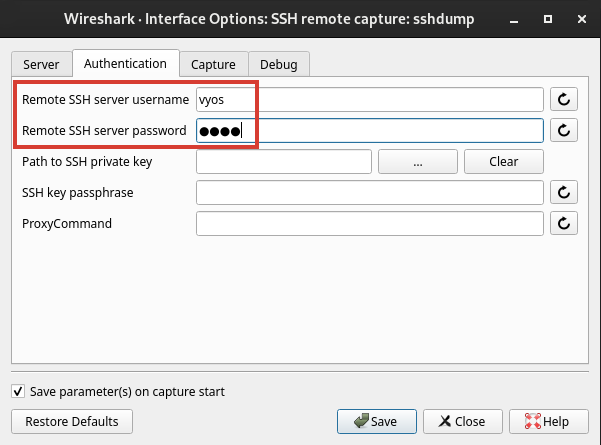 Wireshark · Interface Options: SSH remote capture: sshdump
Server Authentication Capture Debug
Remote SSH server username vyos
Remote SSH server password ●●●●
Path to SSH private key ... Clear
SSH key passphrase
ProxyCommand
Save parameter(s) on capture start
Restore Defaults Save Close Help